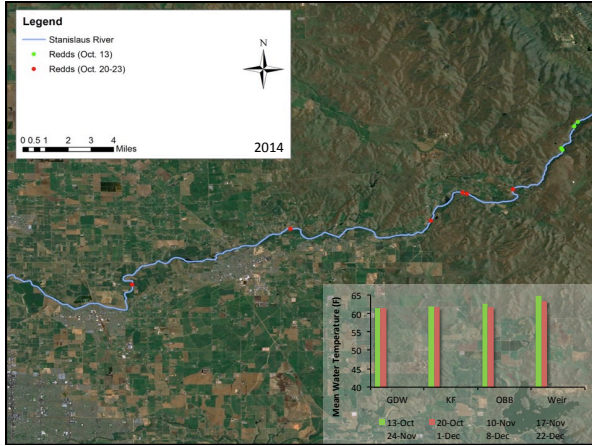 Legend
Stanislaus River
Redds (Oct. 13)
Redds (Oct. 20-23)
N
0 0.5 1 2 3 4
Miles
2014
Mean Water Temperature (F)
65
60
55
50
45
40
GDW KF OBB Weir
13-Oct 20-Oct 10-Nov 17-Nov
24-Nov 1-Dec 8-Dec 22-Dec